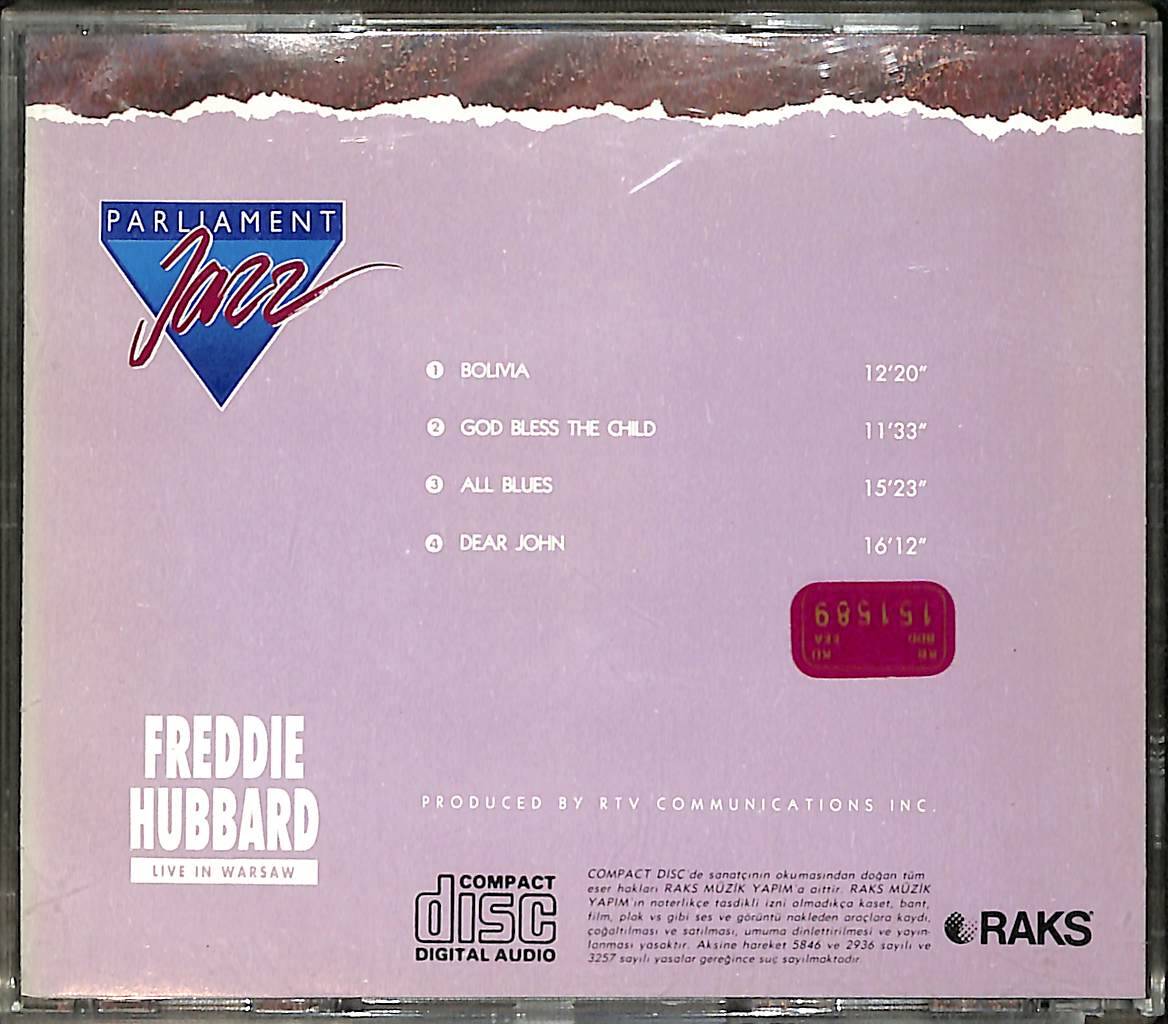 PARLIAMENT
Jazz
1 BOLIVIA 12'20"
2 GOD BLESS THE CHILD 11'33"
3 ALL BLUES 15'23"
4 DEAR JOHN 16'12"
151589
FREDDIE
HUBBARD
LIVE IN WARSAW
PRODUCED BY RTV COMMUNICATIONS INC.
COMPACT
disc
DIGITAL AUDIO
COMPACT DISC'de sanatçının okumasından doğan tüm
eser hakları RAKS MÜZİK YAPIM'a aittir. RAKS MÜZİK
YAPIM'ın noterlikçe tasdikli izni olmadıkça kaset, bant,
film, plak vs gibi ses ve görüntü nakleden araçlara kaydı,
çoğaltılması ve satılması, umuma dinlettirilmesi ve yayın-
lanması yasaktır. Aksine hareket 5846 ve 2936 sayılı ve
3257 sayılı yasalar gereğince suç sayılmaktadır.
RAKS